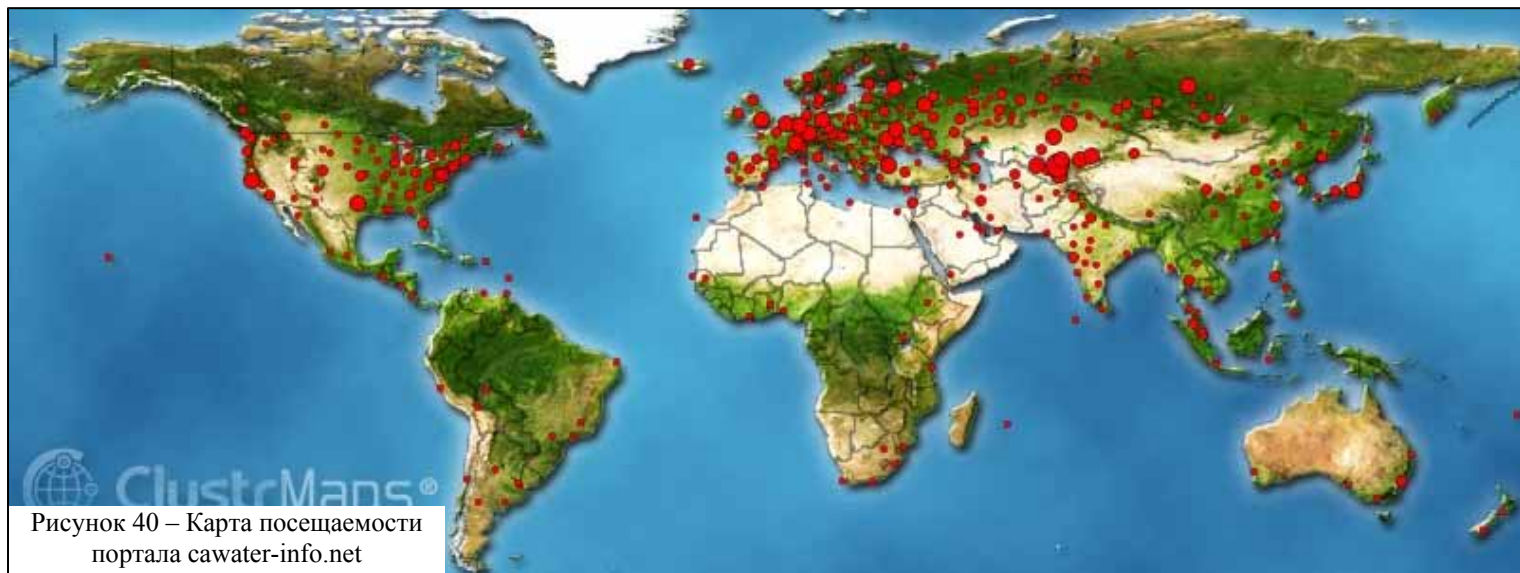 ClustrMaps®
Рисунок 40 – Карта посещаемости
портала cawater-info.net